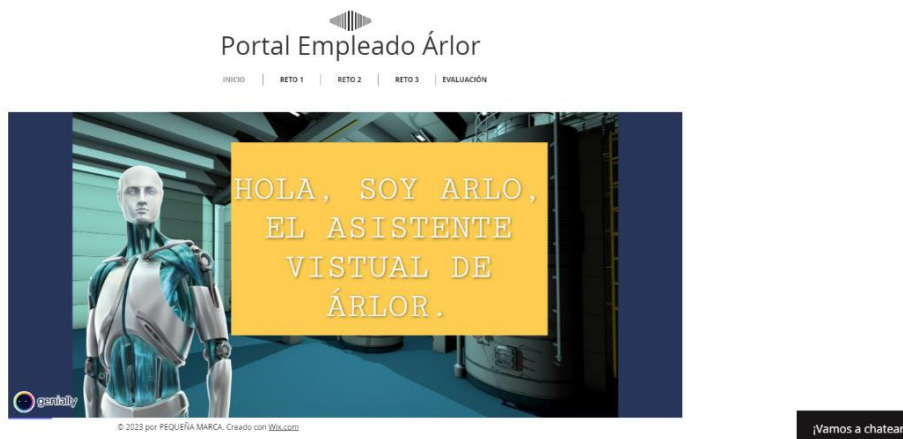 Portal Empleado Árlor
INICIO
RETO 1
RETO 2
RETO 3
EVALUACIÓN
HOLA, SOY ARLO,
EL ASISTENTE
VISTUAL DE
ÁRLOR.
genially
© 2023 por PEQUEÑA MARCA. Creado con Wix.com
¡Vamos a chatear